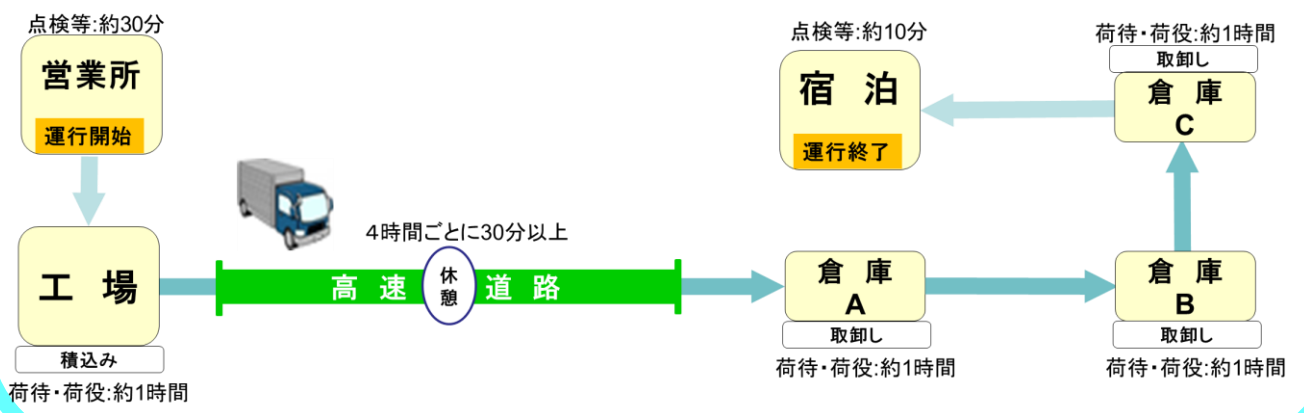 点検等:約30分
営業所
運行開始
工場
積込み
荷待・荷役:約1時間
4時間ごとに30分以上
高速
休憩
道路
倉庫
A
取卸し
荷待・荷役:約1時間
倉庫
B
取卸し
荷待・荷役:約1時間
荷待・荷役:約1時間
取卸し
倉庫
C
点検等:約10分
宿泊
運行終了